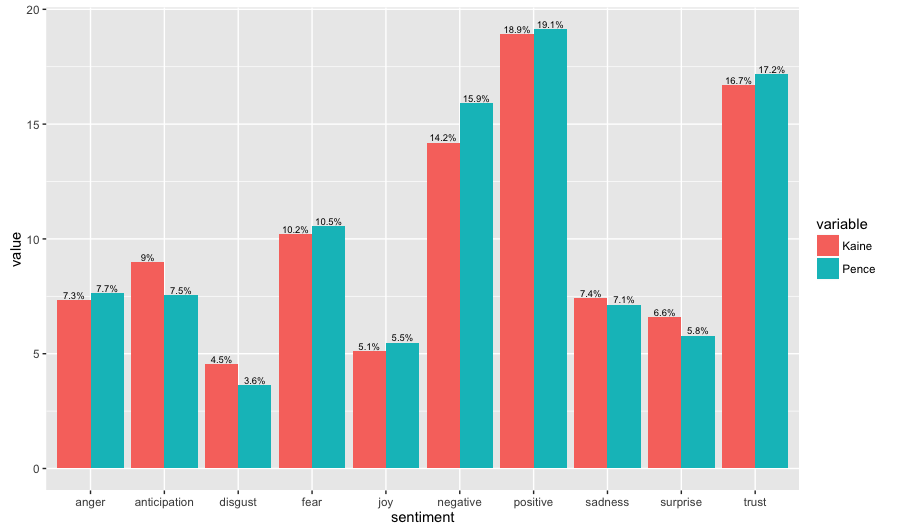 20
15
10
5
0
value
7.3% 7.7% 9% 7.5% 4.5% 3.6% 10.2% 10.5% 5.1% 5.5% 14.2% 15.9% 18.9% 19.1% 7.4% 7.1% 6.6% 5.8% 16.7% 17.2%
anger anticipation disgust fear joy negative positive sadness surprise trust
sentiment
variable
Kaine
Pence